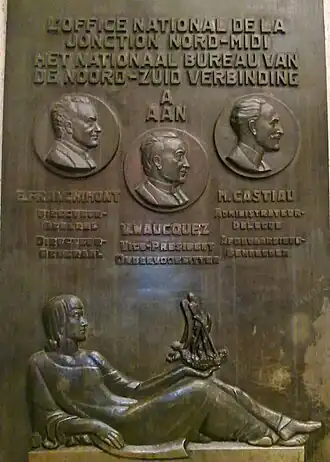 L'OFFICE NATIONAL DE LA
JONCTION NORD-MIDI
HET NATIONAAL BUREAU VAN
DE NOORD-ZUID VERBINDING
A
AAN
F. FRANCHIMONT
DIRECTEUR-
GENERAL
DIRECTEUR-
GENERAAL
WAUCQUEZ
VICE-PRESIDENT
ONDERVOORZITTER
M. CASTIAU
ADMINISTRATEUR-
DELEGUE
AFGEVAARDIGD-
BEHEERDER